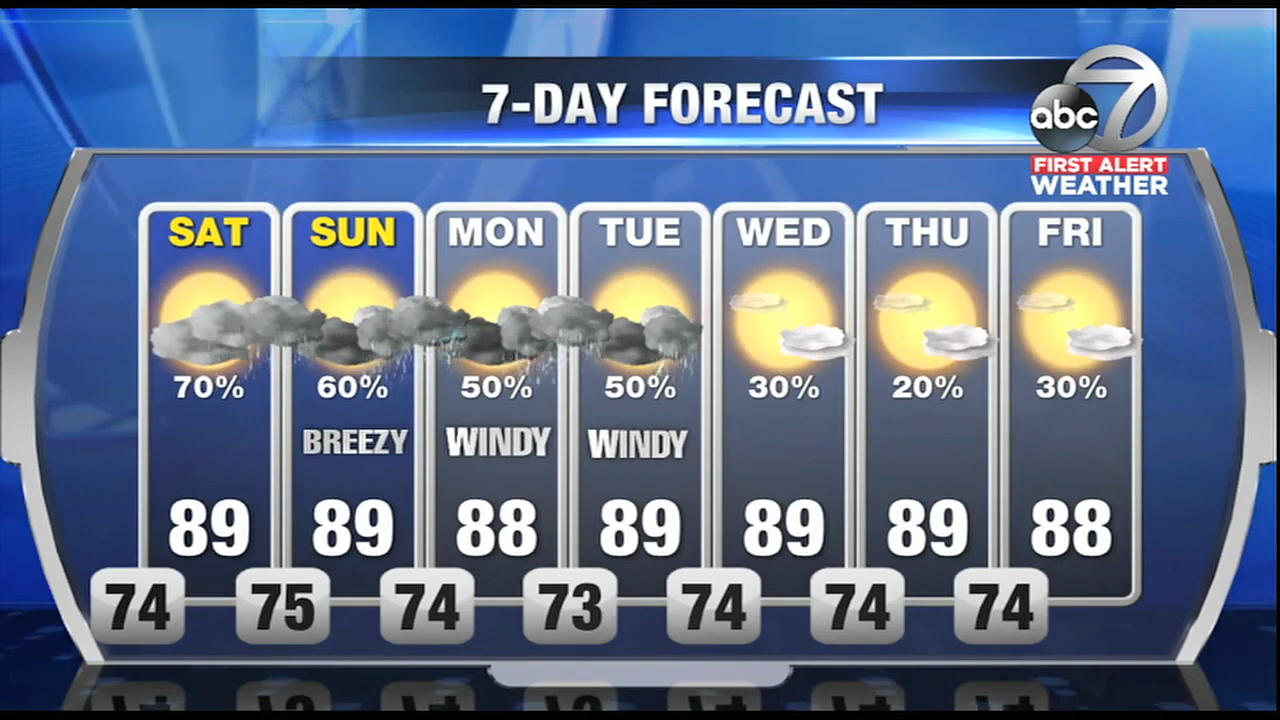 7-DAY FORECAST
abc 7
FIRST ALERT
WEATHER
SAT SUN MON TUE WED THU FRI
70% 60% 50% 50% 30% 20% 30%
BREEZY WINDY WINDY
89 89 88 89 89 89 88
74 75 74 73 74 74 74